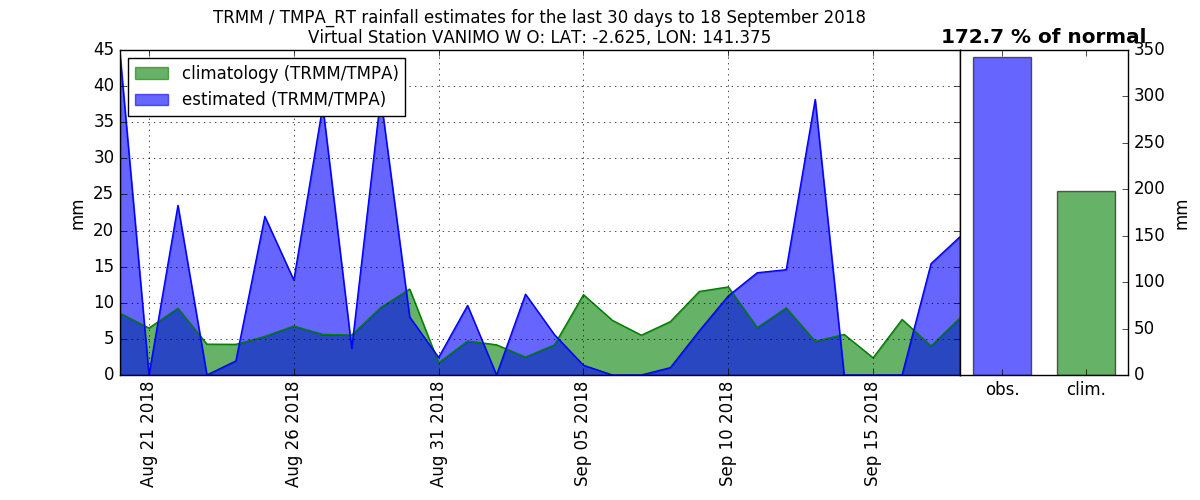 TRMM / TMPA_RT rainfall estimates for the last 30 days to 18 September 2018
Virtual Station VANIMO W O: LAT: -2.625, LON: 141.375
172.7 % of normal
climatology (TRMM/TMPA)
estimated (TRMM/TMPA)
mm
45
40
35
30
25
20
15
10
5
0
Aug 21 2018
Aug 26 2018
Aug 31 2018
Sep 05 2018
Sep 10 2018
Sep 15 2018
obs.
clim.
350
300
250
200
150
100
50
0
mm